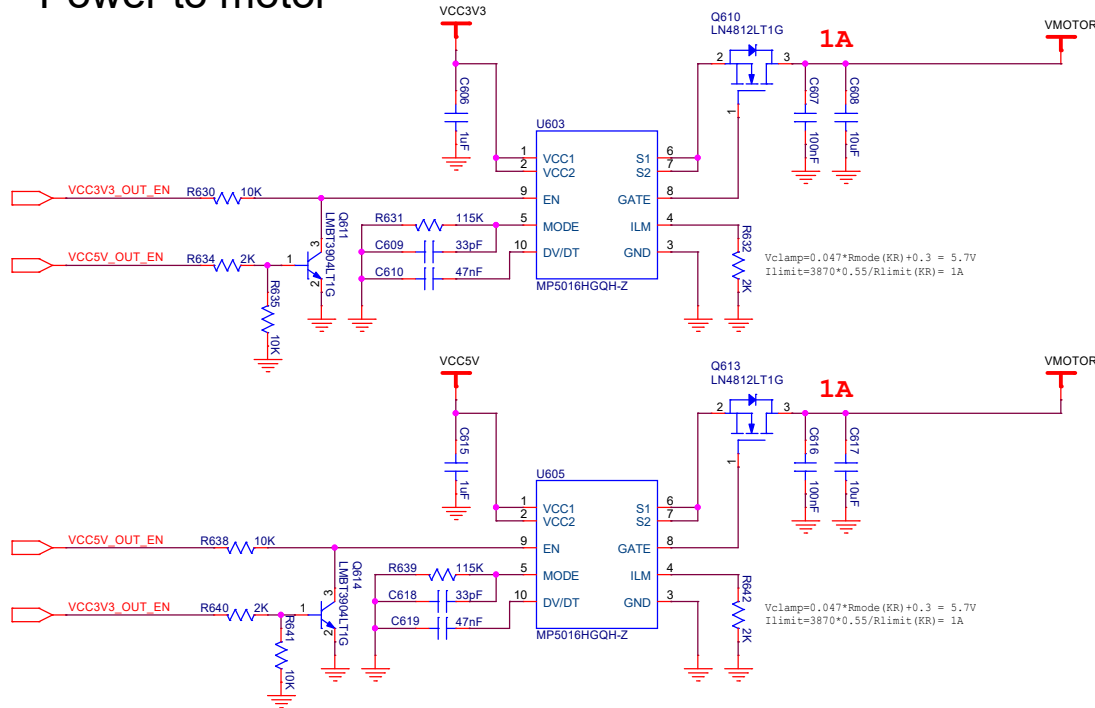 Power to motor
VCC3V3
Q610
LN4812LT1G
1A
VMOTOR
2
3
1
C606
1uF
C607
100nF
C608
10uF
U603
1 VCC1 S1 6
2 VCC2 S2 7
VCC3V3_OUT_EN R630 10K 9 EN GATE 8
R631 115K 5 MODE ILM 4
C609 33pF
C610 47nF 10 DV/DT GND 3
MP5016HGQH-Z
Q611
LMBT3904LT1G
3
1
2
VCC5V_OUT_EN R634 2K
R635
10K
R632
2K
Vclamp=0.047*Rmode(KR)+0.3 = 5.7V
Ilimit=3870*0.55/Rlimit(KR)= 1A
VCC5V
Q613
LN4812LT1G
1A
VMOTOR
2
3
1
C615
1uF
C616
100nF
C617
10uF
U605
1 VCC1 S1 6
2 VCC2 S2 7
VCC5V_OUT_EN R638 10K 9 EN GATE 8
R639 115K 5 MODE ILM 4
C618 33pF
C619 47nF 10 DV/DT GND 3
MP5016HGQH-Z
Q614
LMBT3904LT1G
3
1
2
VCC3V3_OUT_EN R640 2K
R641
10K
R642
2K
Vclamp=0.047*Rmode(KR)+0.3 = 5.7V
Ilimit=3870*0.55/Rlimit(KR)= 1A